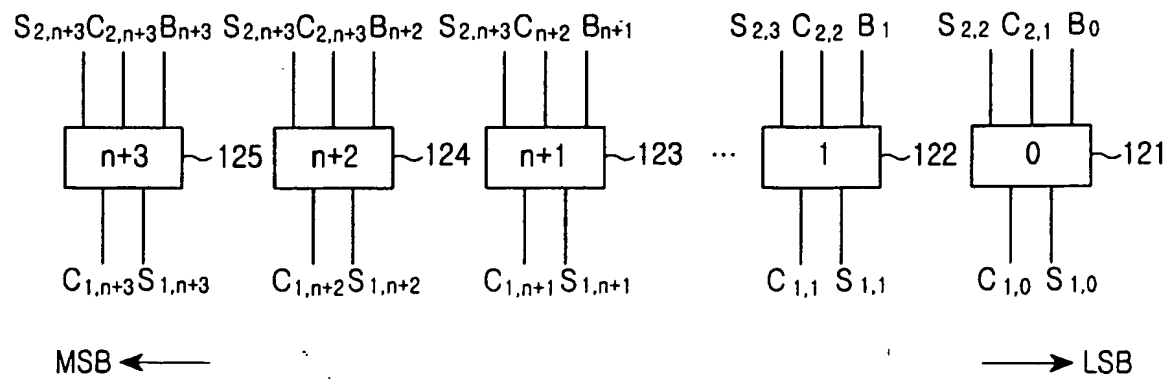 S2,n+3 C2,n+3 Bn+3 S2,n+3 C2,n+3 Bn+2 S2,n+3 Cn+2 Bn+1 S2,3 C2,2 B1 S2,2 C2,1 B0
n+3 125 n+2 124 n+1 123 ... 1 122 0 121
C1,n+3 S1,n+3 C1,n+2 S1,n+2 C1,n+1 S1,n+1 C1,1 S1,1 C1,0 S1,0
MSB LSB